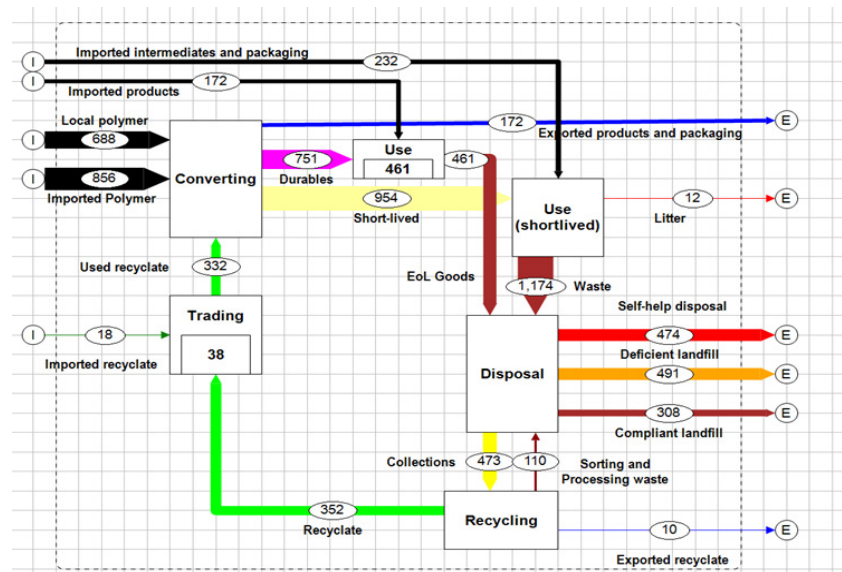 Imported intermediates and packaging
232
I
I
172
Imported products
Local polymer
172
E
Exported products and packaging
I
688
Use
461
461
751
Durables
Converting
I
856
Imported Polymer
954
Short-lived
Use
(shortlived)
12
E
Litter
Used recyclate
332
EoL Goods
1,174
Waste
Trading
38
Self-help disposal
I
18
Imported recyclate
474
E
Deficient landfill
Disposal
491
E
308
E
Compliant landfill
Collections
473
110
Sorting and
Processing waste
352
Recyclate
Recycling
10
E
Exported recyclate